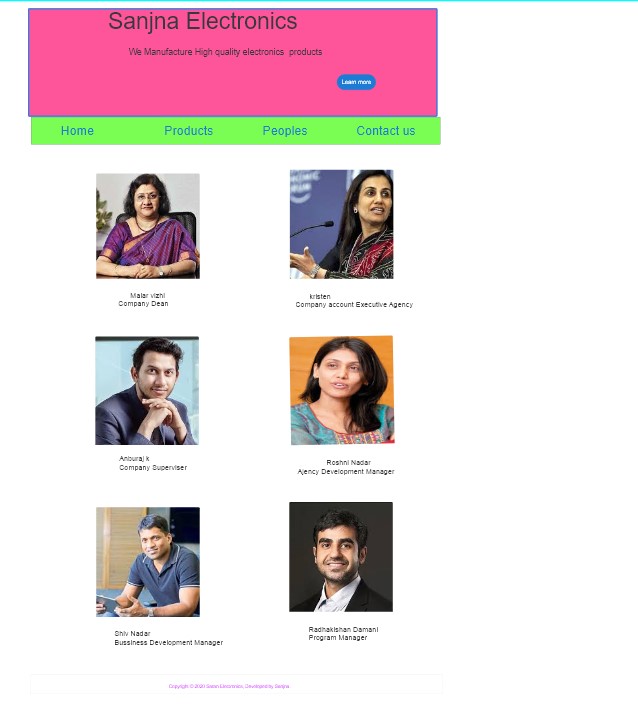 Sanjna Electronics
We Manufacture High quality electronics products
Learn more
Home Products Peoples Contact us
Malar vizhi
Company Dean
kristen
Company account Executive Agency
Anburaj k
Company Superviser
Roshni Nadar
Ajency Development Manager
Shiv Nadar
Bussiness Development Manager
Radhakishan Damani
Program Manager
Copyright © 2020 Developed by Sanjna